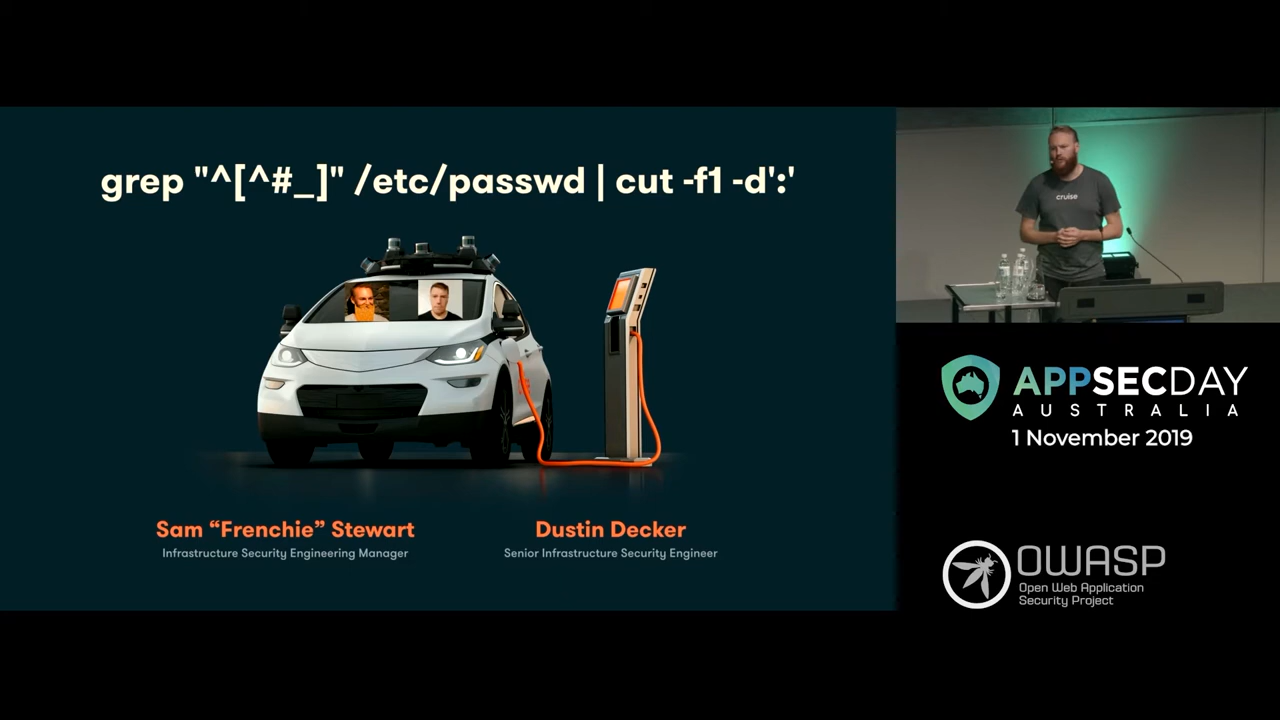 grep "^[^#_]" /etc/passwd | cut -f1 -d':'
Sam “Frenchie” Stewart
Infrastructure Security Engineering Manager
Dustin Decker
Senior Infrastructure Security Engineer
cruise
APPSECDAY
AUSTRALIA
1 November 2019
OWASP
Open Web Application
Security Project